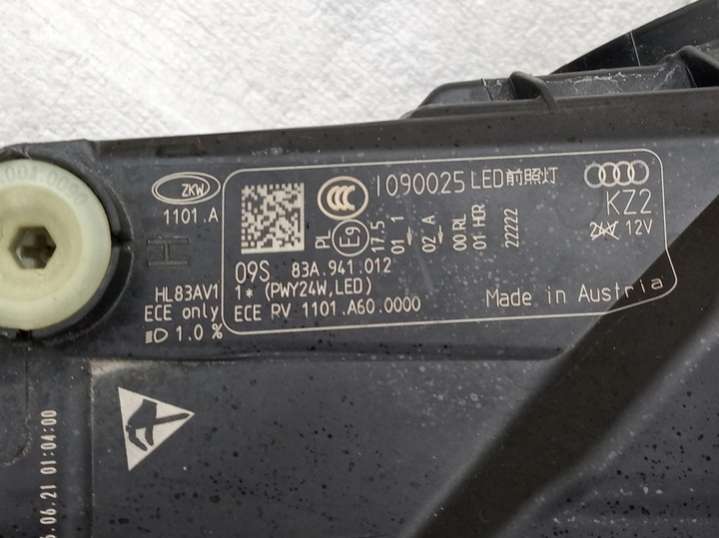 ZKW
1101.A
H
HL83AV1
ECE only
1.0 %
CCC
1090025 LED前照灯
KZ2
24V 12V
PL
E9
17.5
01 1
02 A
00 RL
01 HCR
22222
09S 83A.941.012
1* (PWY24W,LED)
ECE RV 1101.A60.0000
Made in Austria
.06.21 01:04:00